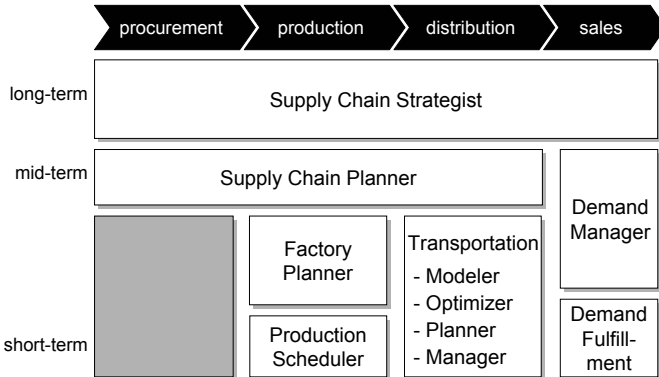 procurement production distribution sales
long-term
Supply Chain Strategist
mid-term
Supply Chain Planner
Demand
Manager
Factory
Planner
Transportation
- Modeler
- Optimizer
- Planner
- Manager
short-term
Production
Scheduler
Demand
Fulfill-
ment